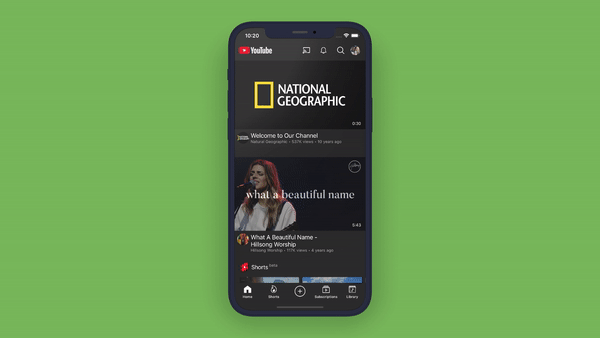 10:20
YouTube
NATIONAL
GEOGRAPHIC
0:30
Welcome to Our Channel
National Geographic • 537K views • 10 years ago
what a beautiful name
5:43
What A Beautiful Name -
Hillsong Worship
Hillsong Worship • 117K views • 4 years ago
Shorts beta
Home
Shorts
Subscriptions
Library